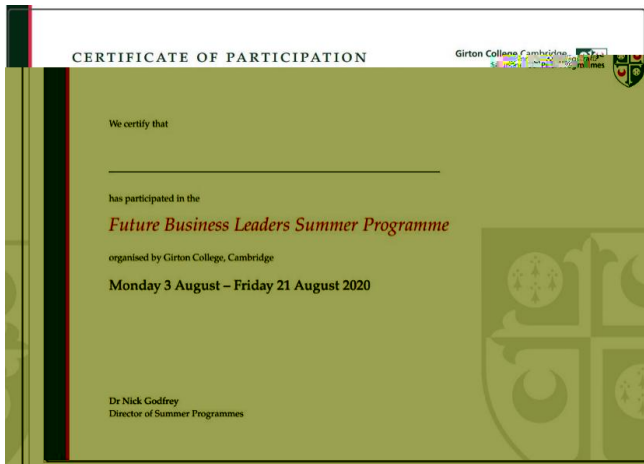 CERTIFICATE OF PARTICIPATION
Girton College Cambridge
We certify that
has participated in the
Future Business Leaders Summer Programme
organised by Girton College, Cambridge
Monday 3 August – Friday 21 August 2020
Dr Nick Godfrey
Director of Summer Programmes